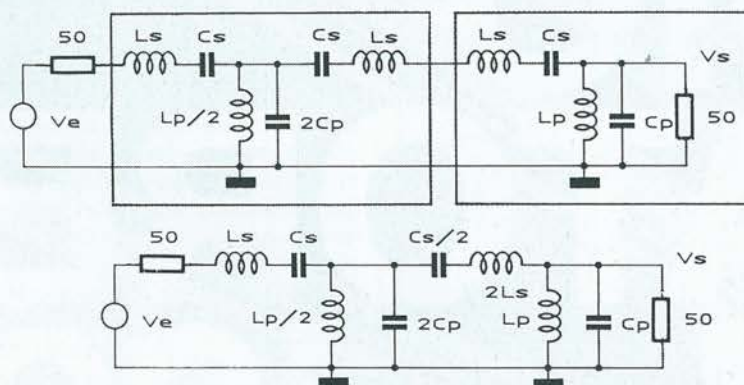 50 Ls Cs Cs Ls Ls Cs Vs
Ve Lp/2 2Cp Lp Cp 50
50 Ls Cs Cs/2 Vs
Ve Lp/2 2Cp 2Ls Lp Cp 50